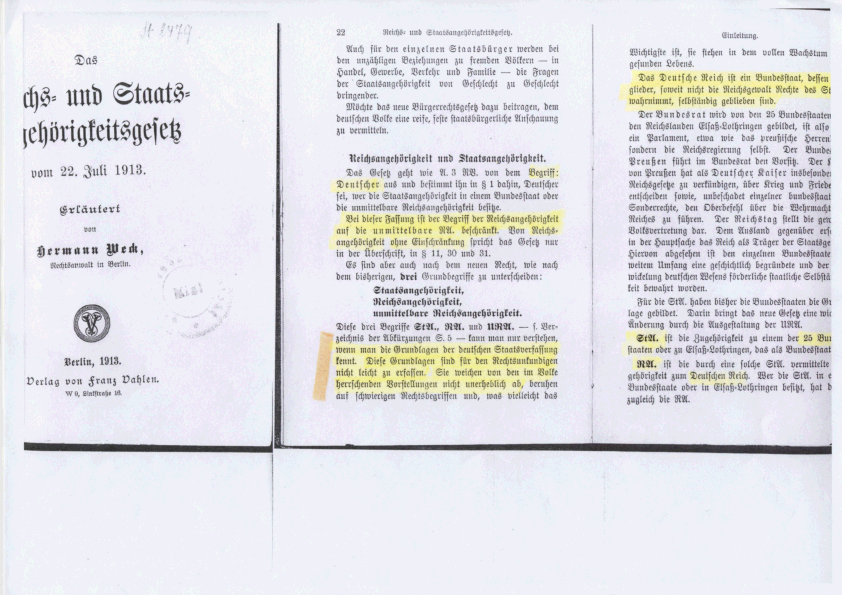 St 8479
Das
chs- und Staats-
gehörigkeitsgesetz
vom 22. Juli 1913.
Erläutert
von
Hermann Weck,
Rechtsanwalt in Berlin.
Berlin, 1913.
Verlag von Franz Vahlen.
W 9, Linkstraße 16.
22 Reichs- und Staatsangehörigkeitsgesetz.
Auch für den einzelnen Staatsbürger werden bei
den unzähligen Beziehungen zu fremden Völkern — in
Handel, Gewerbe, Verkehr und Familie — die Fragen
der Staatsangehörigkeit von Geschlecht zu Geschlecht
dringender.
Möchte das neue Bürgerrechtsgesetz dazu beitragen, dem
deutschen Volke eine reife, feste staatsbürgerliche Anschauung
zu vermitteln.
Reichsangehörigkeit und Staatsangehörigkeit.
Das Gesetz geht wie A. 3 RV. von dem Begriff:
Deutscher aus und bestimmt ihn in § 1 dahin, Deutscher
sei, wer die Staatsangehörigkeit in einem Bundesstaat oder
die unmittelbare Reichsangehörigkeit besitze.
Bei dieser Fassung ist der Begriff der Reichsangehörigkeit
auf die unmittelbare RA. beschränkt. Von Reichs-
angehörigkeit ohne Einschränkung spricht das Gesetz nur
in der Überschrift, in § 11, 30 und 31.
Es sind aber auch nach dem neuen Recht, wie nach
dem bisherigen, drei Grundbegriffe zu unterscheiden:
Staatsangehörigkeit,
Reichsangehörigkeit,
unmittelbare Reichsangehörigkeit.
Diese drei Begriffe StA., RA. und URA. — s. Ver-
zeichnis der Abkürzungen S. 5 — kann man nur verstehen,
wenn man die Grundlagen der deutschen Staatsverfassung
kennt. Diese Grundlagen sind für den Rechtsunkundigen
nicht leicht zu erfassen. Sie weichen von den im Volke
herrschenden Vorstellungen nicht unerheblich ab, beruhen
auf schwierigen Rechtsbegriffen und, was vielleicht das
Einleitung.
Wichtigste ist, sie stehen in dem vollen Wachstum
gesunden Lebens.
Das Deutsche Reich ist ein Bundesstaat, dessen
glieder, soweit nicht die Reichsgewalt Rechte des St
wahrnimmt, selbständig geblieben sind.
Der Bundesrat wird von den 25 Bundesstaaten
den Reichslanden Elsaß-Lothringen gebildet, ist also
ein Parlament, etwa wie das preußische Herren
sondern die Reichsregierung selbst. Der Bunde
Preußen führt im Bundesrat den Vorsitz. Der K
von Preußen hat als Deutscher Kaiser insbesonde
Reichsgesetze zu verkündigen, über Krieg und Friede
entscheiden sowie, unbeschadet einzelner bundesstaat
Sonderrechte, den Oberbefehl über die Wehrmach
Reiches zu führen. Der Reichstag stellt die gew
Volksvertretung dar. Dem Ausland gegenüber ersc
in der Hauptsache das Reich als Träger der Staatsge
Hiervon abgesehen ist den einzelnen Bundesstaate
weitem Umfang eine geschichtlich begründete und der
wickelung deutschen Wesens förderliche staatliche Selbstä
keit bewahrt worden.
Für die StA. haben bisher die Bundesstaaten die Gr
lage gebildet. Darin bringt das neue Gesetz eine wic
Änderung durch die Ausgestaltung der URA.
StA. ist die Zugehörigkeit zu einem der 25 Bun
staaten oder zu Elsaß-Lothringen, das als Bundesstaat
RA. ist die durch eine solche StA. vermittelte
gehörigkeit zum Deutschen Reich. Wer die StA. in e
Bundesstaate oder in Elsaß-Lothringen besitzt, hat d
zugleich die RA.